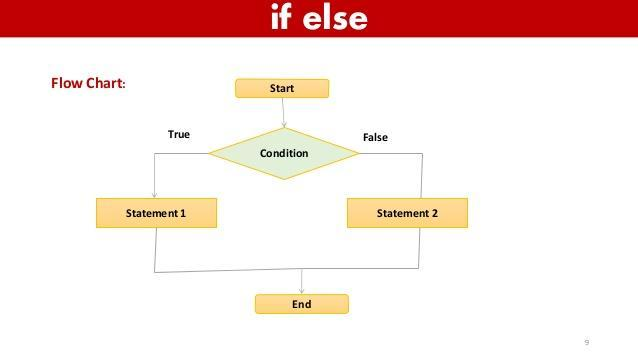 if else
Flow Chart:
Start
True
False
Condition
Statement 1
Statement 2
End
9